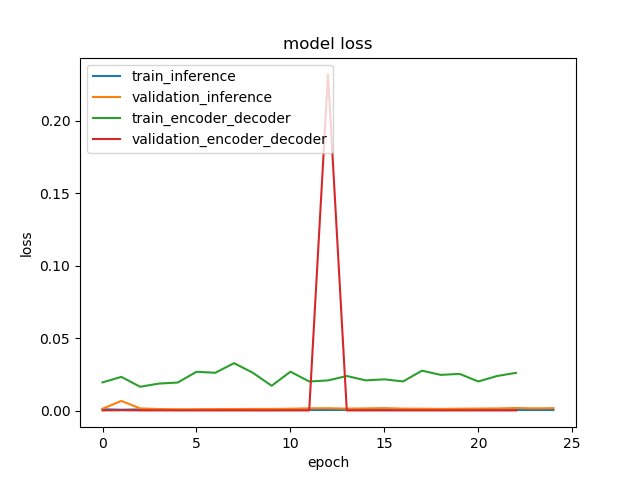 model loss
train_inference
validation_inference
train_encoder_decoder
validation_encoder_decoder
0.20
0.15
0.10
0.05
0.00
loss
0 5 10 15 20 25
epoch